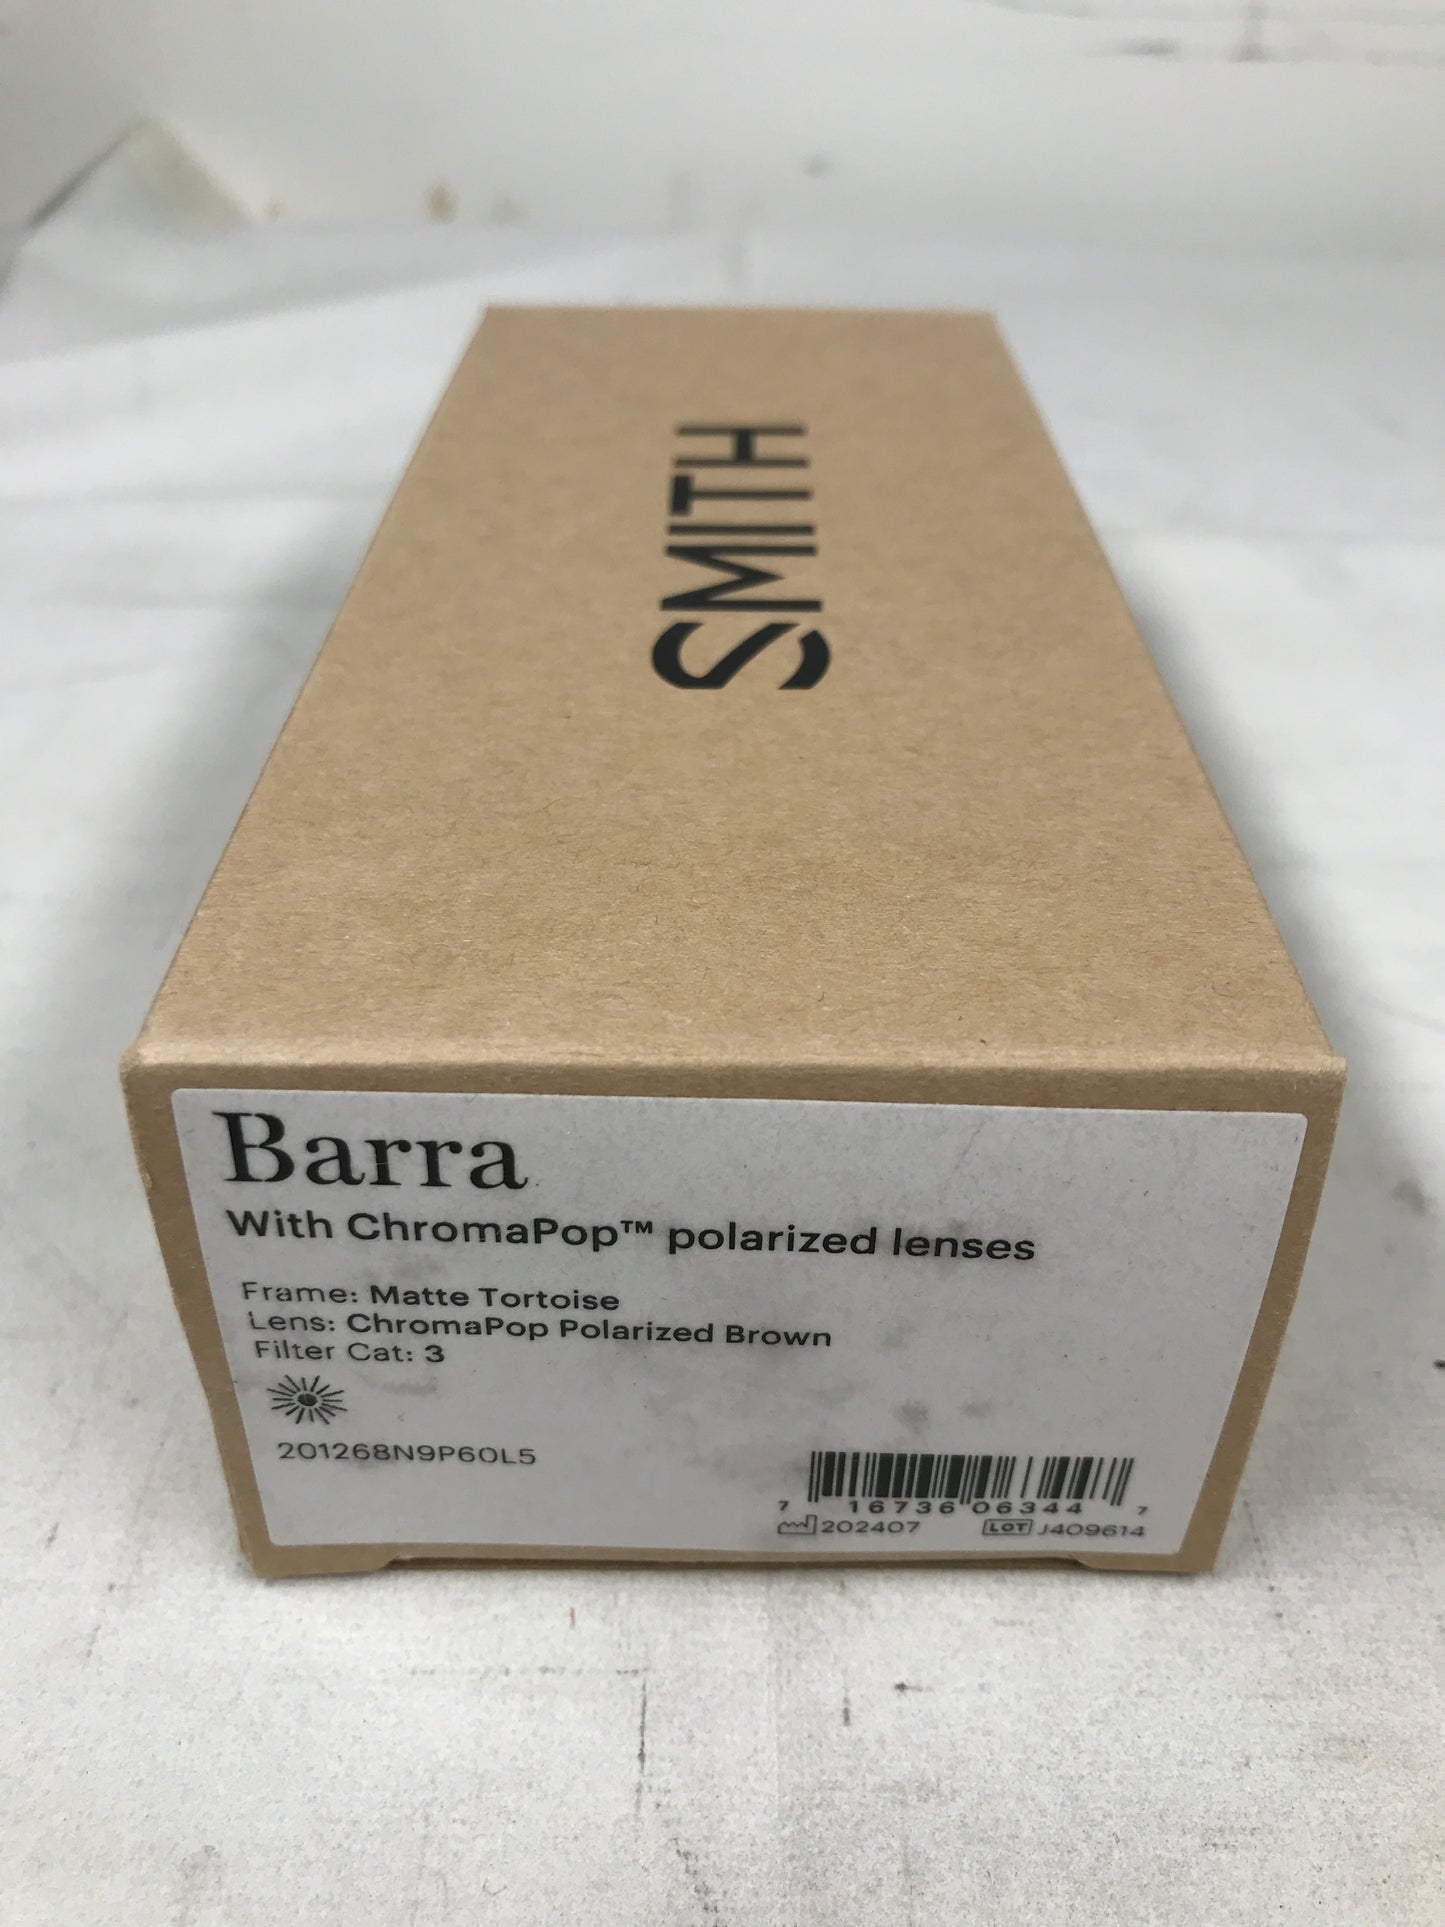 SMITH
Barra
With ChromaPop™ polarized lenses
Frame: Matte Tortoise
Lens: ChromaPop Polarized Brown
Filter Cat: 3
201268N9P60L5
7 16736 06344 7
202407 LOT J409614